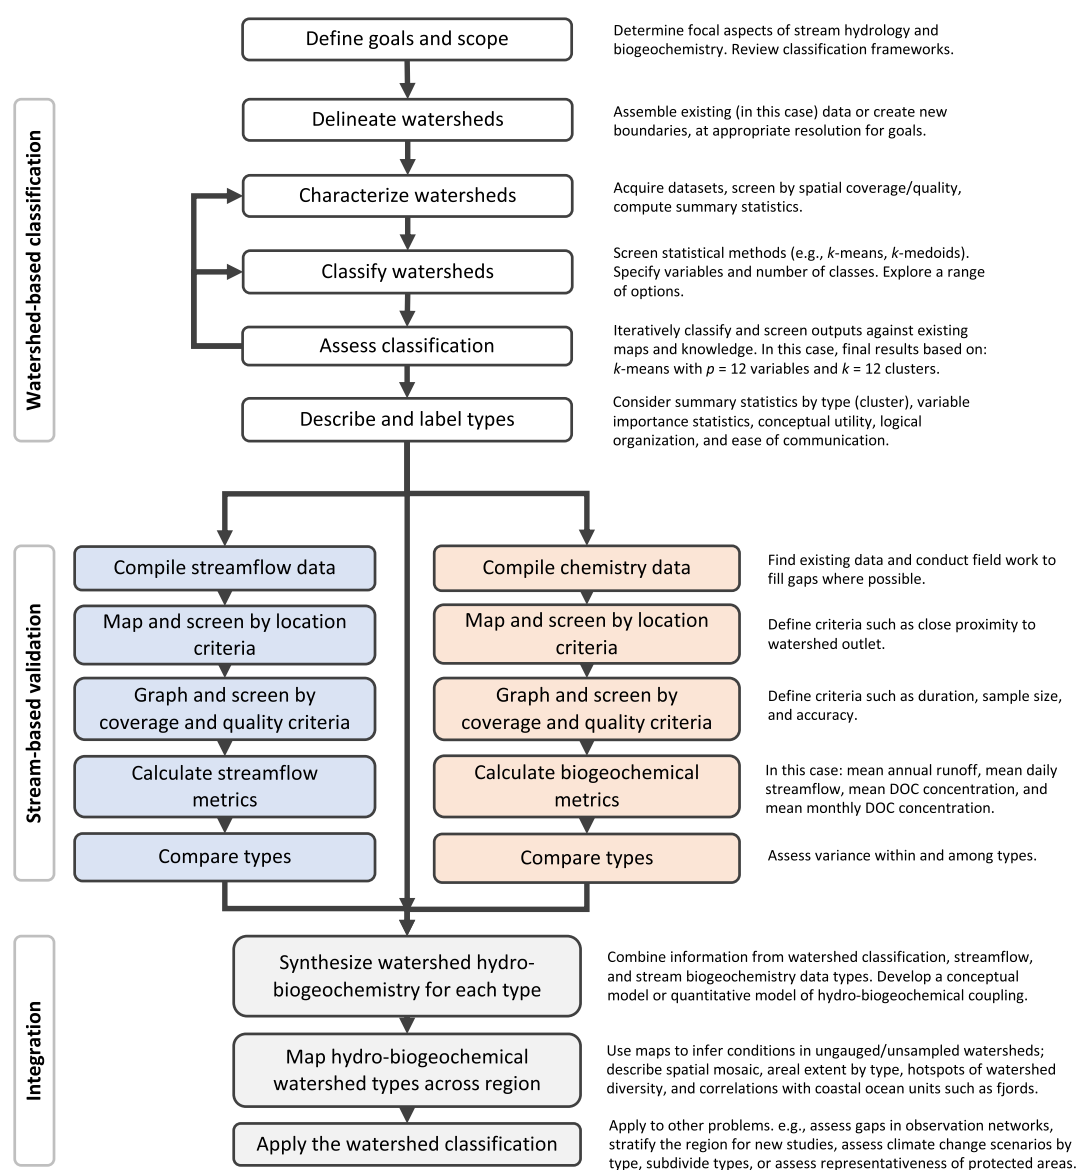 Define goals and scope
Determine focal aspects of stream hydrology and
biogeochemistry. Review classification frameworks.
Watershed-based classification
Delineate watersheds
Assemble existing (in this case) data or create new
boundaries, at appropriate resolution for goals.
Characterize watersheds
Acquire datasets, screen by spatial coverage/quality,
compute summary statistics.
Classify watersheds
Screen statistical methods (e.g., k-means, k-medoids).
Specify variables and number of classes. Explore a range
of options.
Assess classification
Iteratively classify and screen outputs against existing
maps and knowledge. In this case, final results based on:
k-means with p = 12 variables and k = 12 clusters.
Describe and label types
Consider summary statistics by type (cluster), variable
importance statistics, conceptual utility, logical
organization, and ease of communication.
Stream-based validation
Compile streamflow data
Compile chemistry data
Find existing data and conduct field work to
fill gaps where possible.
Map and screen by location
criteria
Map and screen by location
criteria
Define criteria such as close proximity to
watershed outlet.
Graph and screen by
coverage and quality criteria
Graph and screen by
coverage and quality criteria
Define criteria such as duration, sample size,
and accuracy.
Calculate streamflow
metrics
Calculate biogeochemical
metrics
In this case: mean annual runoff, mean daily
streamflow, mean DOC concentration, and
mean monthly DOC concentration.
Compare types
Compare types
Assess variance within and among types.
Integration
Synthesize watershed hydro-
biogeochemistry for each type
Combine information from watershed classification, streamflow,
and stream biogeochemistry data types. Develop a conceptual
model or quantitative model of hydro-biogeochemical coupling.
Map hydro-biogeochemical
watershed types across region
Use maps to infer conditions in ungauged/unsampled watersheds;
describe spatial mosaic, areal extent by type, hotspots of watershed
diversity, and correlations with coastal ocean units such as fjords.
Apply the watershed classification
Apply to other problems. e.g., assess gaps in observation networks,
stratify the region for new studies, assess climate change scenarios by
type, subdivide types, or assess representativeness of protected areas.